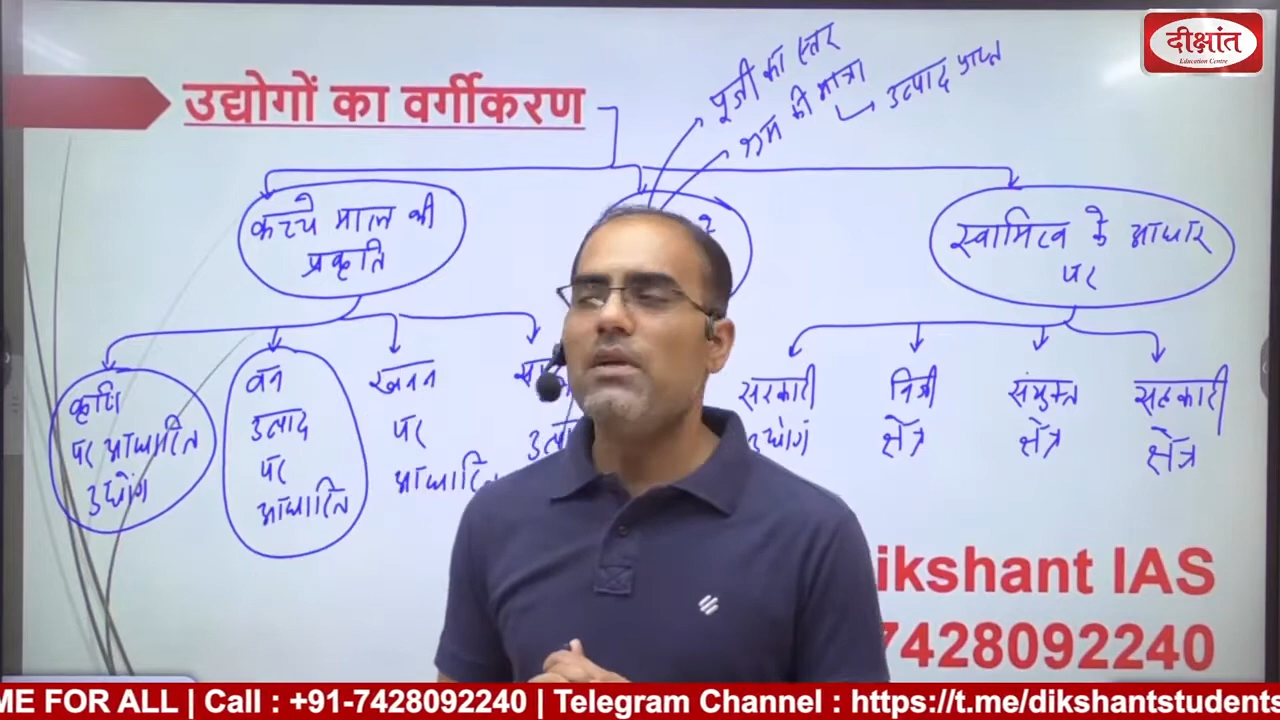 दीक्षांत
Education Centre
उद्योगों का वर्गीकरण
पूंजी का स्तर
श्रम की मात्रा
उत्पाद प्राप्त
कच्चे माल की
प्रकृति
स्वामित्व के आधार
पर
कृषि
पर आधारित
उद्योग
वन
उत्पाद
पर
आधारित
खनन
पर
आधारित
सरकारी
उद्योग
निजी
क्षेत्र
संयुक्त
क्षेत्र
सहकारी
क्षेत्र
ikshant IAS
7428092240
ME FOR ALL | Call : +91-7428092240 | Telegram Channel : https://t.me/dikshantstudents